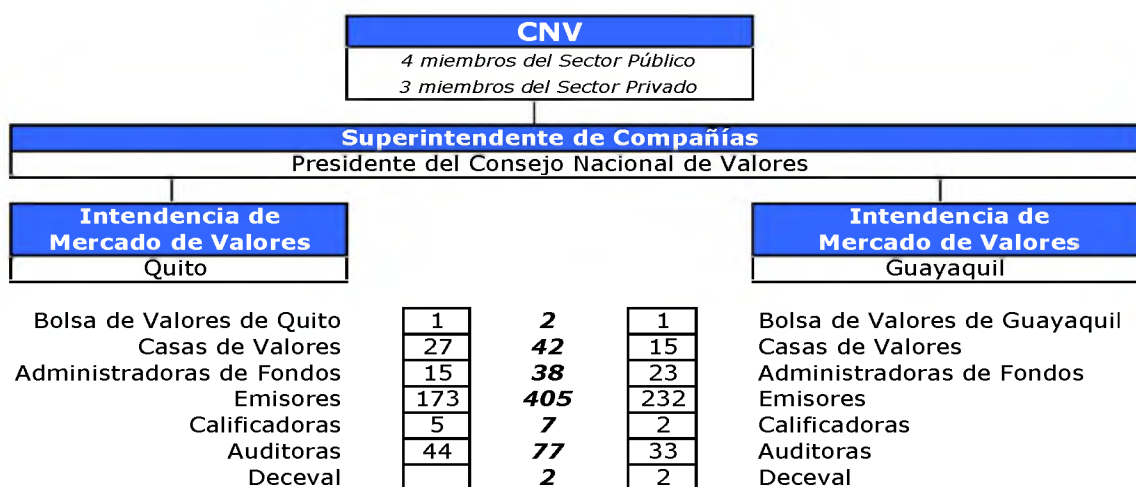 CNV
4 miembros del Sector Público
3 miembros del Sector Privado
Superintendente de Compañías
Presidente del Consejo Nacional de Valores
Intendencia de
Mercado de Valores
Quito
Intendencia de
Mercado de Valores
Guayaquil
Bolsa de Valores de Quito 1 2 1 Bolsa de Valores de Guayaquil
Casas de Valores 27 42 15 Casas de Valores
Administradoras de Fondos 15 38 23 Administradoras de Fondos
Emisores 173 405 232 Emisores
Calificadoras 5 7 2 Calificadoras
Auditoras 44 77 33 Auditoras
Deceval 2 2 Deceval